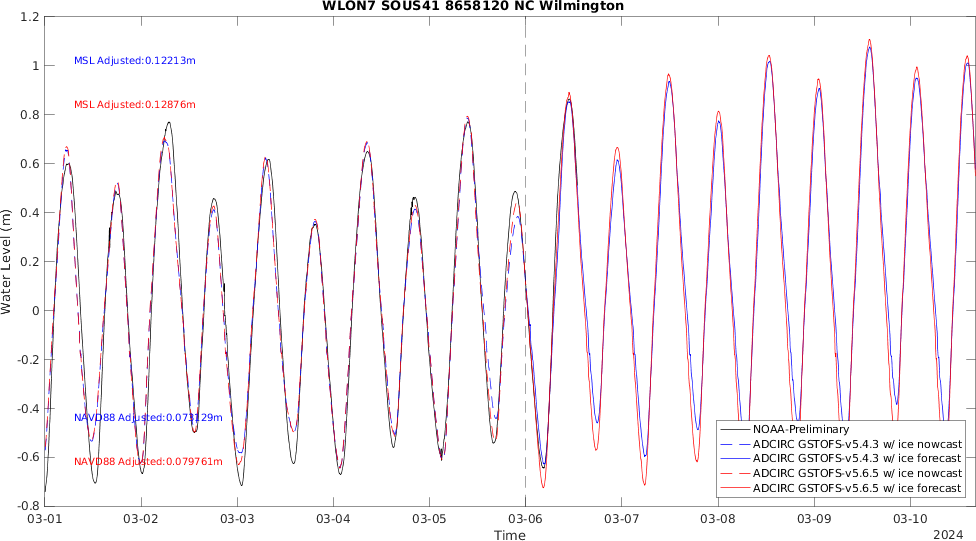 WLON7 SOUS41 8658120 NC Wilmington
1.2
1
0.8
0.6
0.4
0.2
0
-0.2
-0.4
-0.6
-0.8
Water Level (m)
MSL Adjusted:0.12213m
MSL Adjusted:0.12876m
NAVD88 Adjusted:0.073129m
NAVD88 Adjusted:0.079761m
NOAA-Preliminary
ADCIRC GSTOFS-v5.4.3 w/ ice nowcast
ADCIRC GSTOFS-v5.4.3 w/ ice forecast
ADCIRC GSTOFS-v5.6.5 w/ ice nowcast
ADCIRC GSTOFS-v5.6.5 w/ ice forecast
03-01 03-02 03-03 03-04 03-05 03-06 03-07 03-08 03-09 03-10
Time
2024